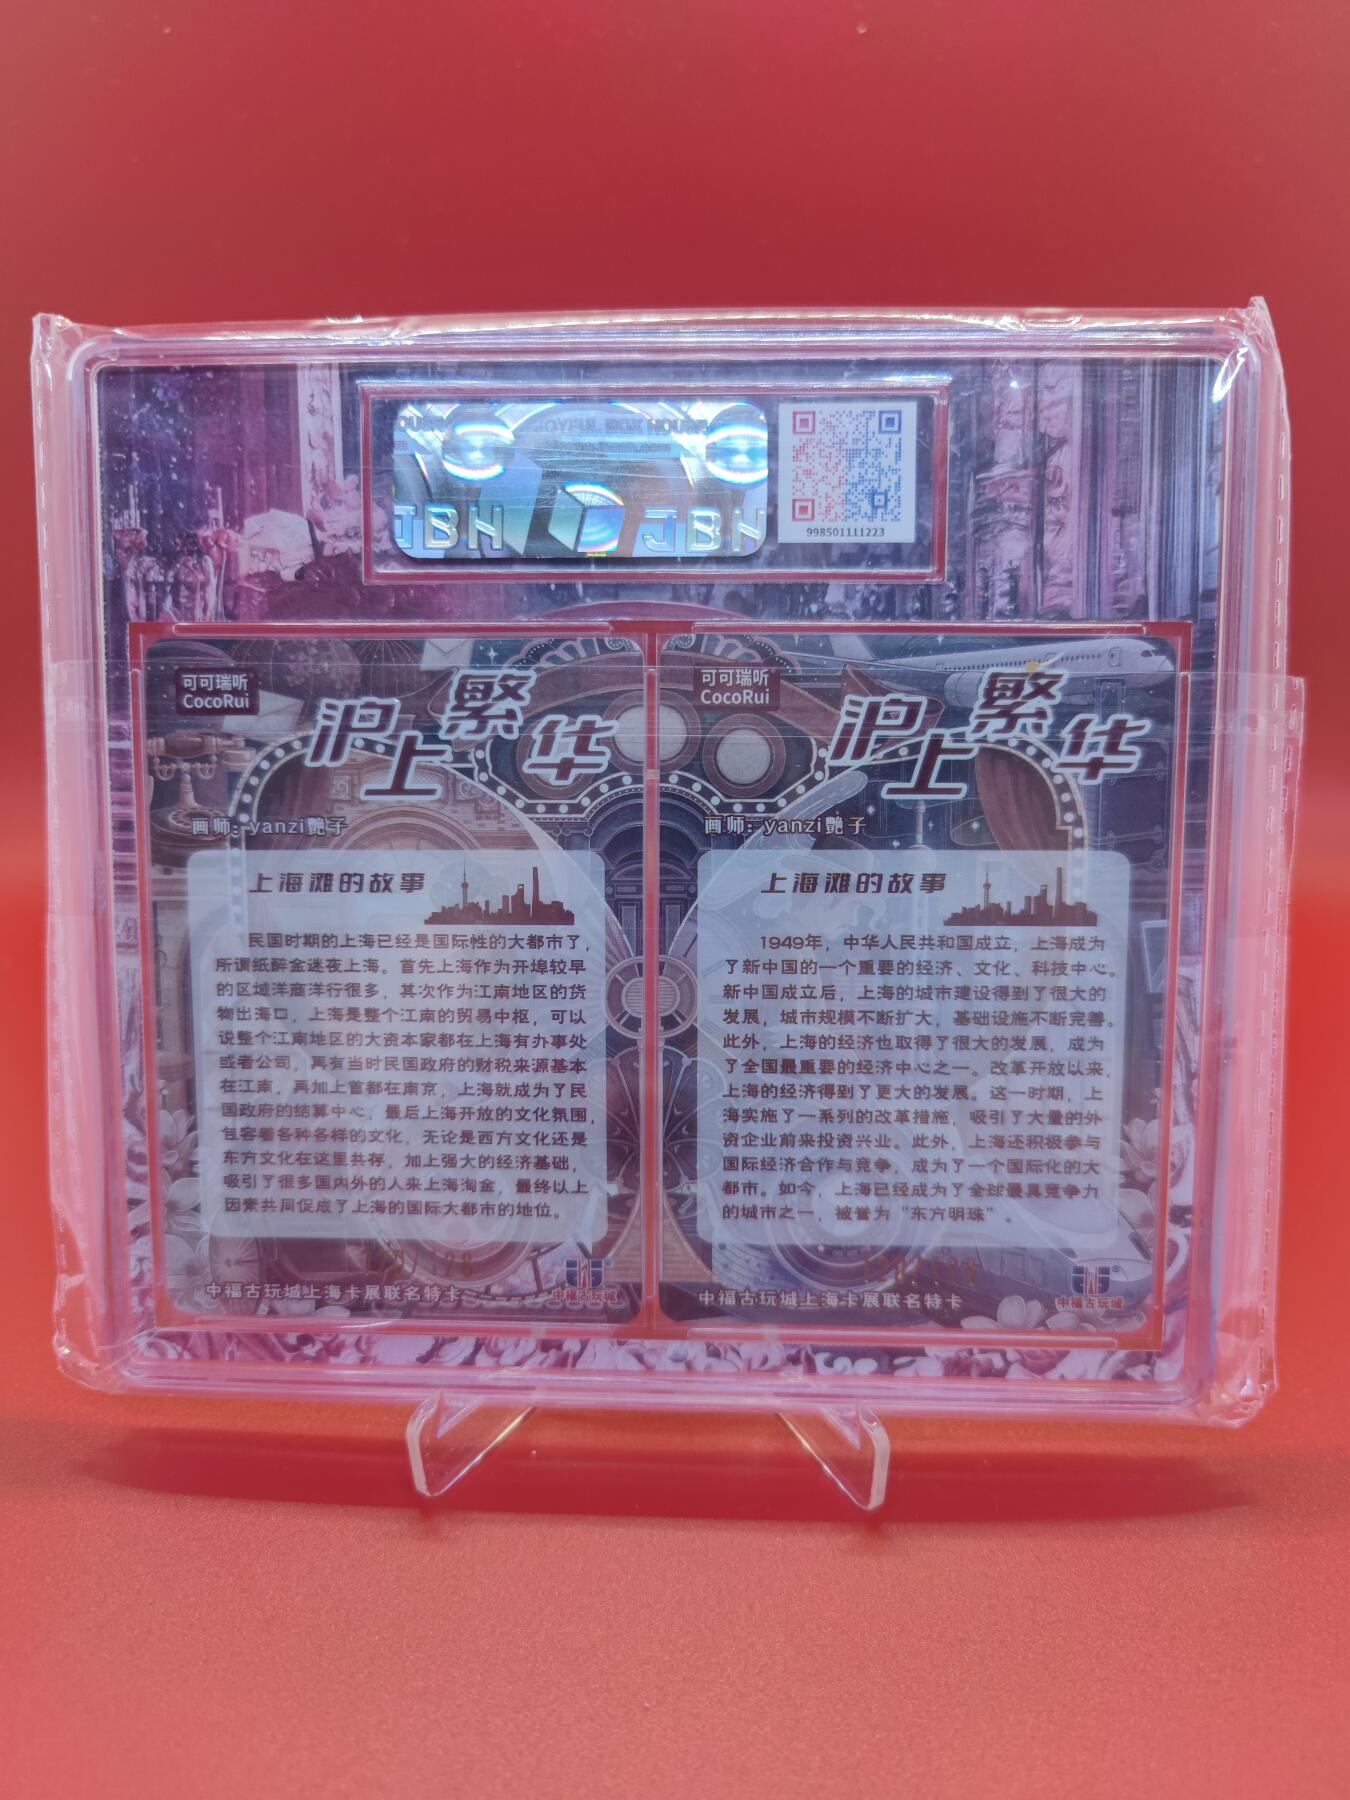 JOYFUL BOX HOUSE
JBH
JBH
998501111223
可可瑞听
CocoRui
沪上繁华
画师：yanzi艷子
上海滩的故事
民国时期的上海已经是国际性的大都市了，
所谓纸醉金迷夜上海。首先上海作为开埠较早
的区域洋商洋行很多，其次作为江南地区的货
物出海口，上海是整个江南的贸易中枢，可以
说整个江南地区的大资本家都在上海有办事处
或者公司，再有当时民国政府的财税来源基本
在江南，再加上首都在南京，上海就成为了民
国政府的结算中心，最后上海开放的文化氛围，
包容着各种各样的文化，无论是西方文化还是
东方文化在这里共存，加上强大的经济基础，
吸引了很多国内外的人来上海淘金，最终以上
因素共同促成了上海的国际大都市的地位。
中福古玩城上海卡展联名特卡
中福古玩城
可可瑞听
CocoRui
沪上繁华
画师：yanzi艷子
上海滩的故事
1949年，中华人民共和国成立，上海成为
了新中国的一个重要的经济、文化、科技中心。
新中国成立后，上海的城市建设得到了很大的
发展，城市规模不断扩大，基础设施不断完善。
此外，上海的经济也取得了很大的发展，成为
了全国最重要的经济中心之一。改革开放以来，
上海的经济得到了更大的发展。这一时期，上
海实施了一系列的改革措施，吸引了大量的外
资企业前来投资兴业。此外，上海还积极参与
国际经济合作与竞争，成为了一个国际化的大
都市。如今，上海已经成为了全球最具竞争力
的城市之一，被誉为“东方明珠”。
中福古玩城上海卡展联名特卡
中福古玩城